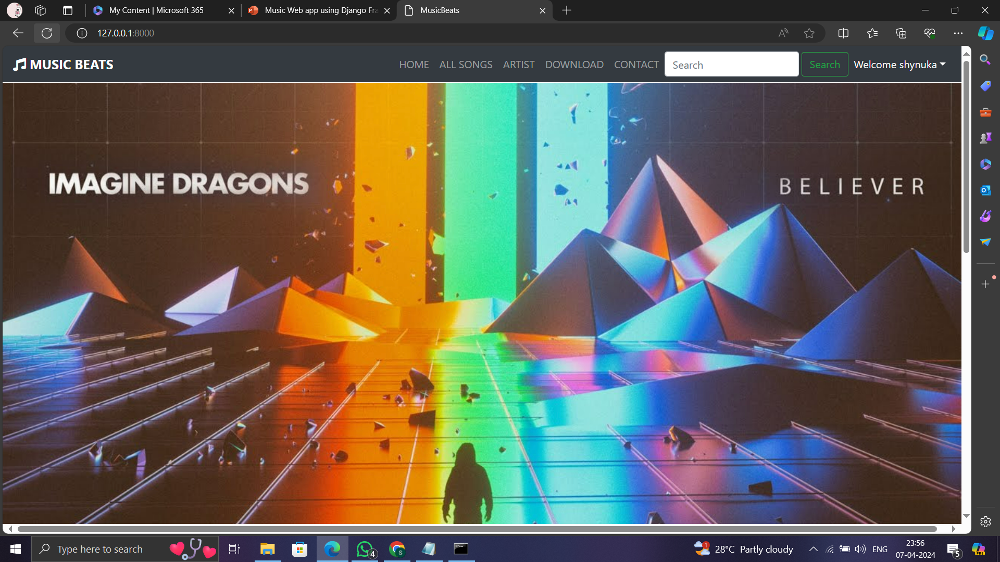 My Content | Microsoft 365
Music Web app using Django Fra
MusicBeats
127.0.0.1:8000
MUSIC BEATS
HOME
ALL SONGS
ARTIST
DOWNLOAD
CONTACT
Search
Search
Welcome shynuka
IMAGINE DRAGONS
BELIEVER
Type here to search
4
S
1
28°C Partly cloudy
ENG
23:56
07-04-2024
5
PRE